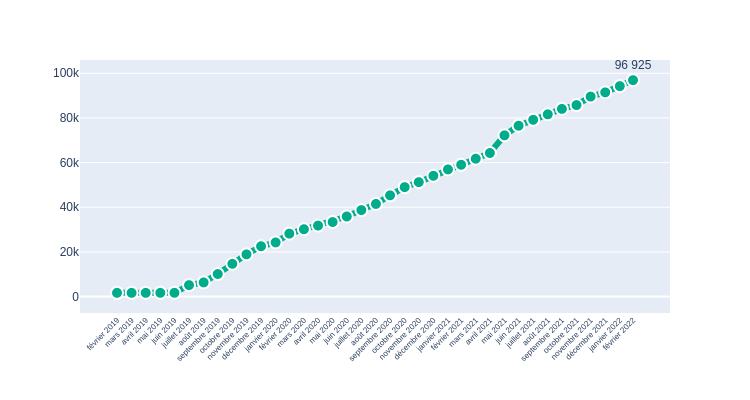 96 925
100k
80k
60k
40k
20k
0
février 2019
mars 2019
avril 2019
mai 2019
juin 2019
juillet 2019
août 2019
septembre 2019
octobre 2019
novembre 2019
décembre 2019
janvier 2020
février 2020
mars 2020
avril 2020
mai 2020
juin 2020
juillet 2020
août 2020
septembre 2020
octobre 2020
novembre 2020
décembre 2020
janvier 2021
février 2021
mars 2021
avril 2021
mai 2021
juin 2021
juillet 2021
août 2021
septembre 2021
octobre 2021
novembre 2021
décembre 2021
janvier 2022
février 2022